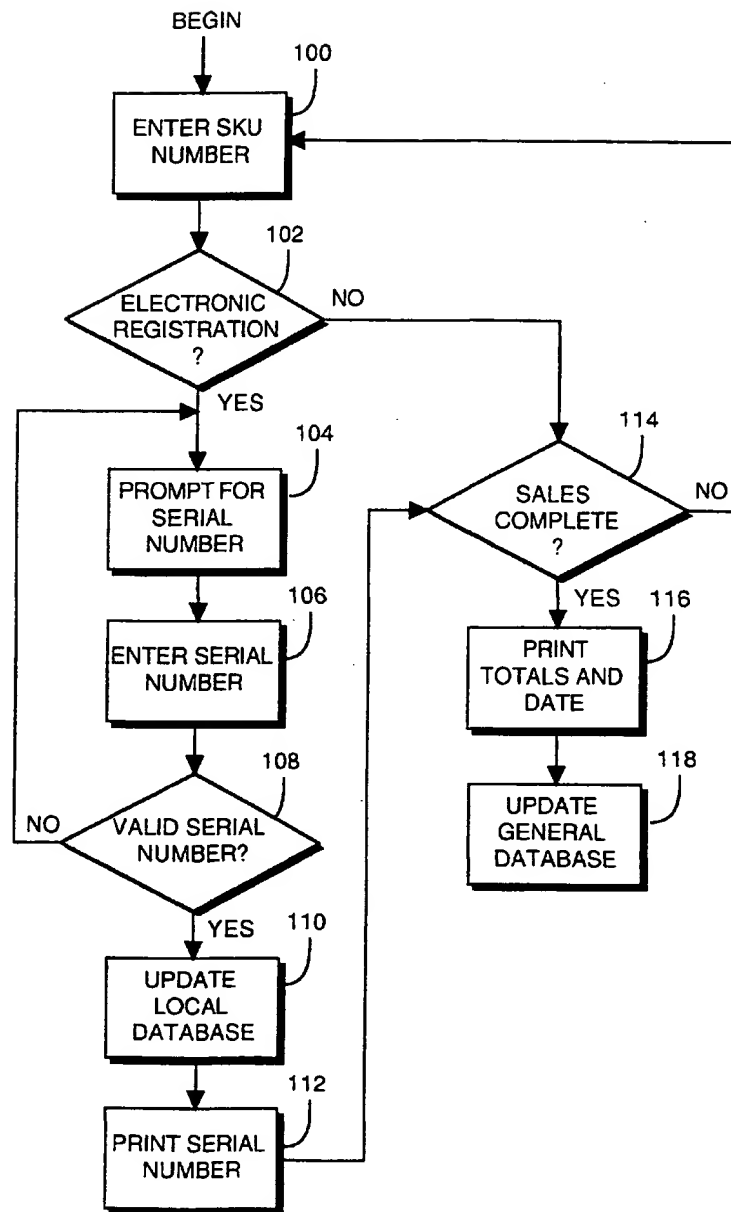 BEGIN
100
ENTER SKU
NUMBER
102
ELECTRONIC
REGISTRATION
?
NO
YES
104
PROMPT FOR
SERIAL
NUMBER
106
ENTER SERIAL
NUMBER
108
VALID SERIAL
NUMBER?
NO
YES
110
UPDATE
LOCAL
DATABASE
112
PRINT SERIAL
NUMBER
114
SALES
COMPLETE
?
NO
YES
116
PRINT
TOTALS AND
DATE
118
UPDATE
GENERAL
DATABASE